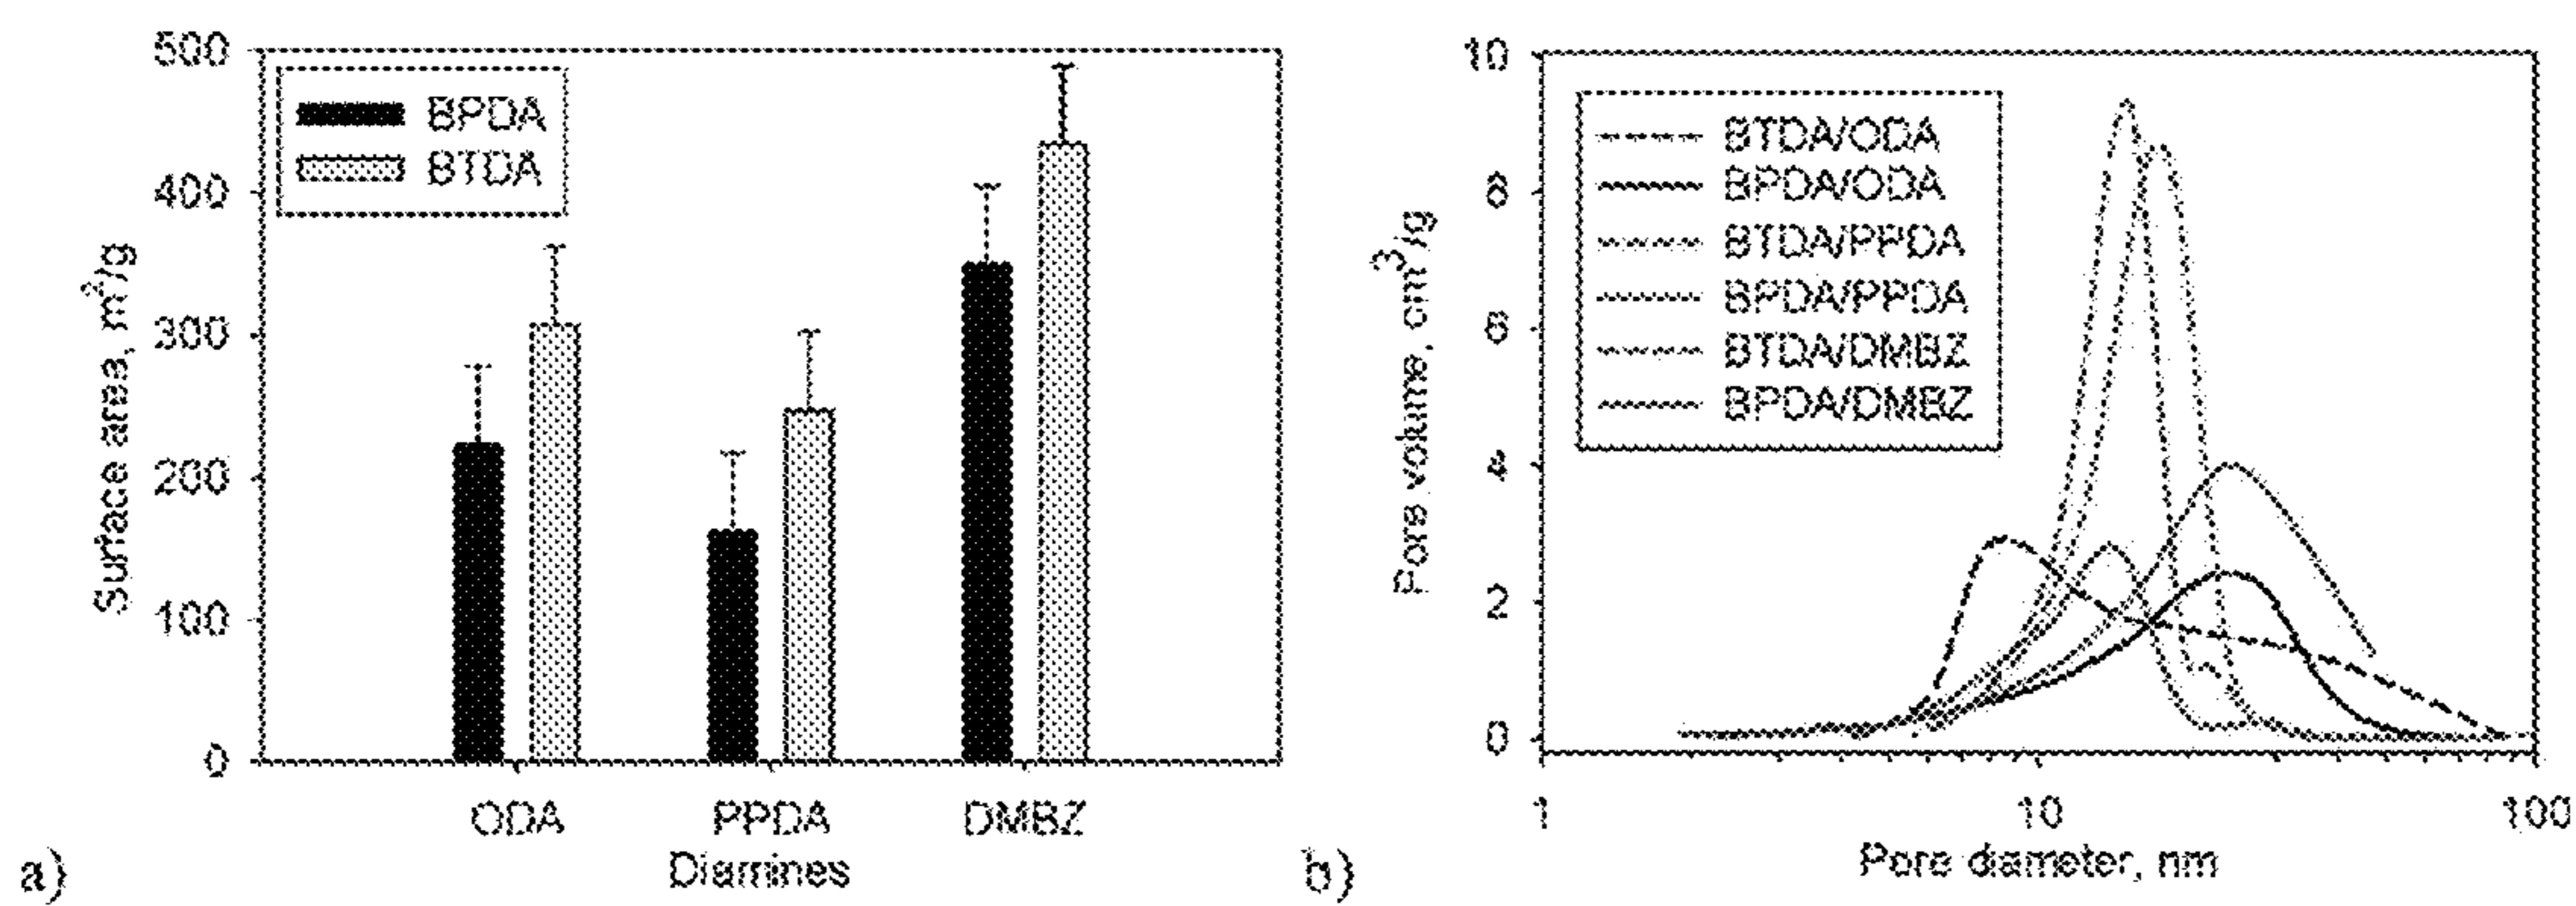 500
400
300
200
100
0
Surface area, m²/g
BPDA
BTDA
ODA PPDA DMBZ
Diamines
a)
10
8
6
4
2
0
Pore volume, cm³/g
BTDA/ODA
BPDA/ODA
BTDA/PPDA
BPDA/PPDA
BTDA/DMBZ
BPDA/DMBZ
1 10 100
Pore diameter, nm
b)